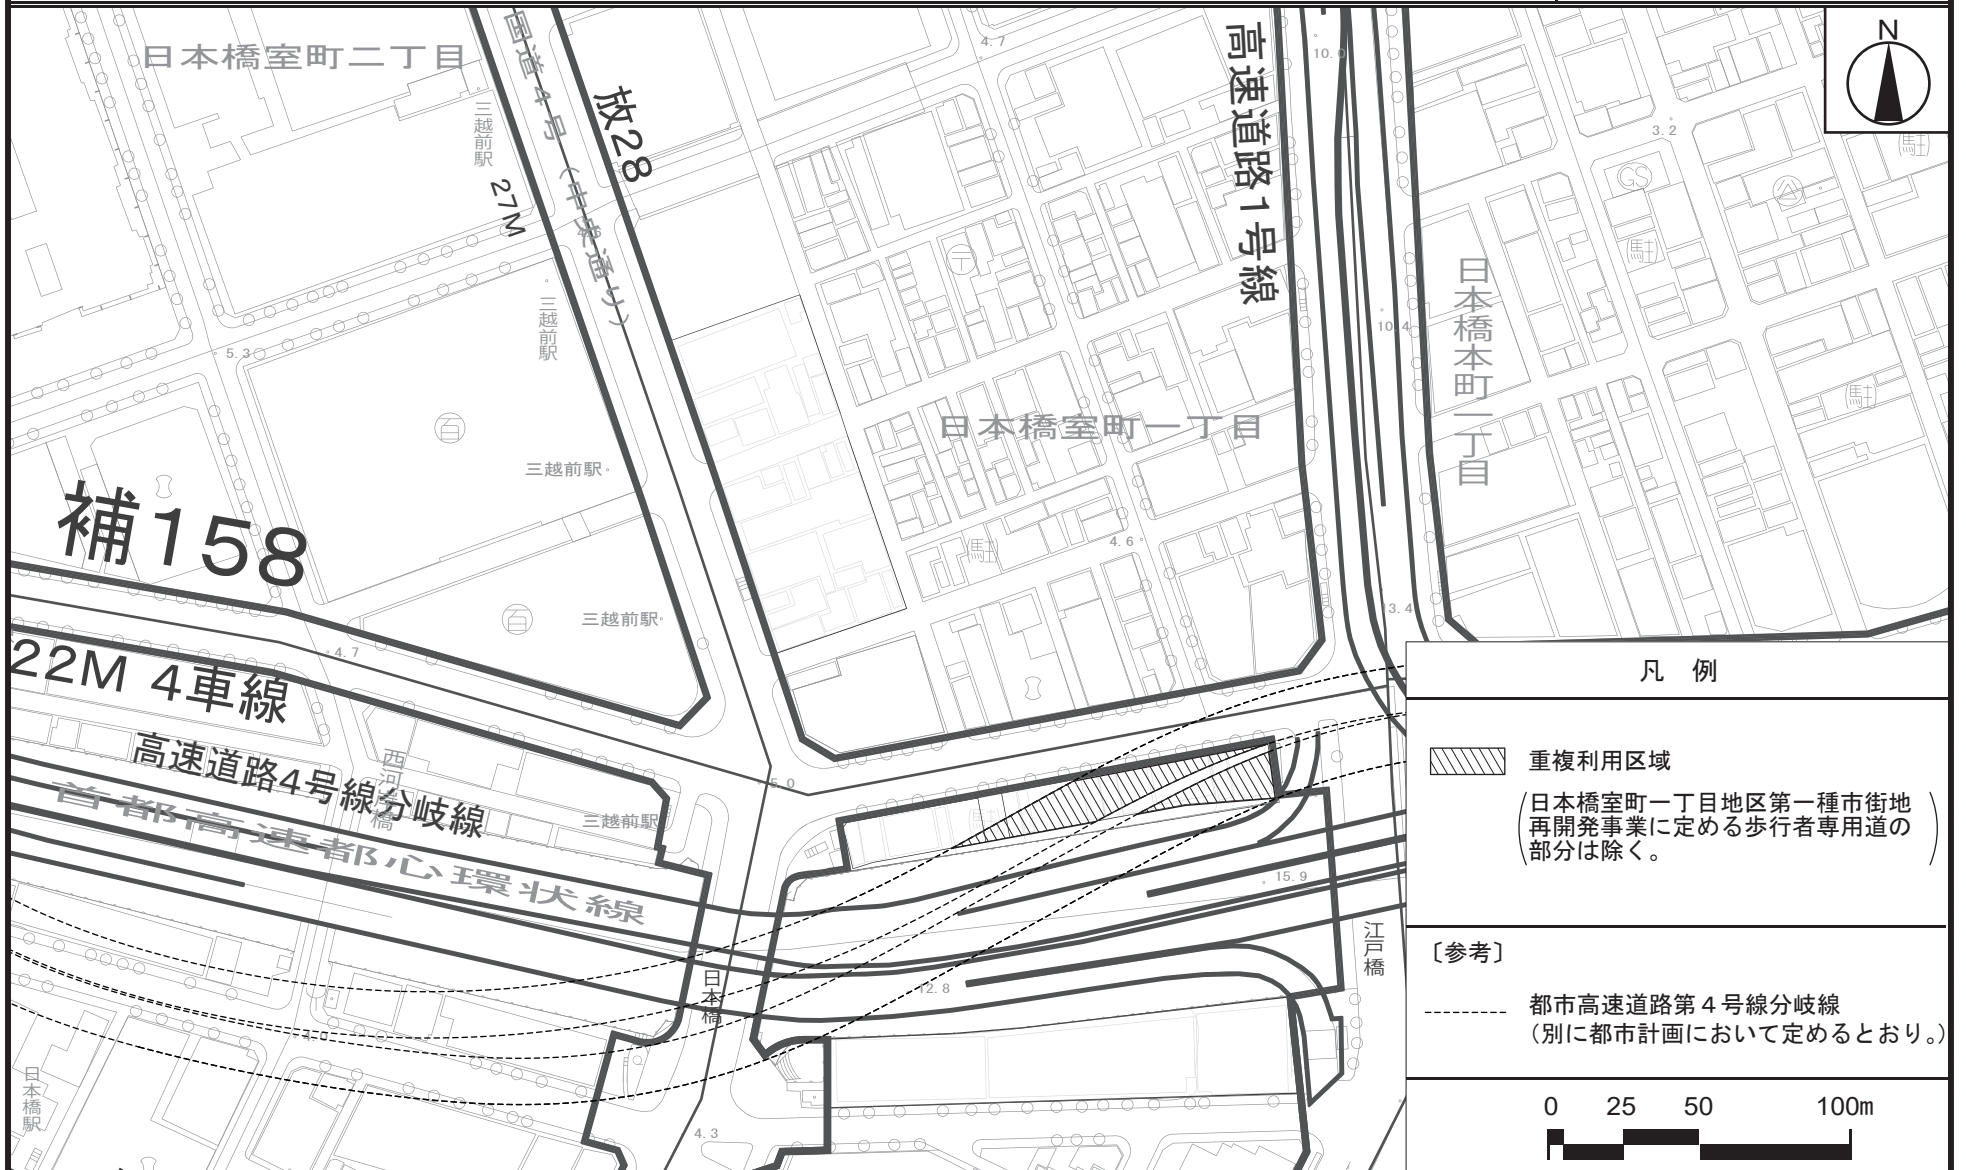 日本橋室町二丁目
三越前駅
国道4号(中央通り)
27M
放28
4.7
高速道路1号線
10.0
N
3.2
駐
GS
駐
〒
三越前駅
5.3
日本橋本町一丁目
10.4
駐
日本橋室町一丁目
百
三越前駅
補158
4.6
駐
百
三越前駅
13.4
4.7
22M 4車線
高速道路4号線分岐線
西河岸橋
首都高速都心環状線
三越前駅
5.0
15.9
江戸橋
日本橋
12.8
日本橋駅
4.3
凡 例
重複利用区域
(日本橋室町一丁目地区第一種市街地
再開発事業に定める歩行者専用道の
部分は除く。)
〔参考〕
都市高速道路第4号線分岐線
(別に都市計画において定めるとおり。)
0 25 50 100m